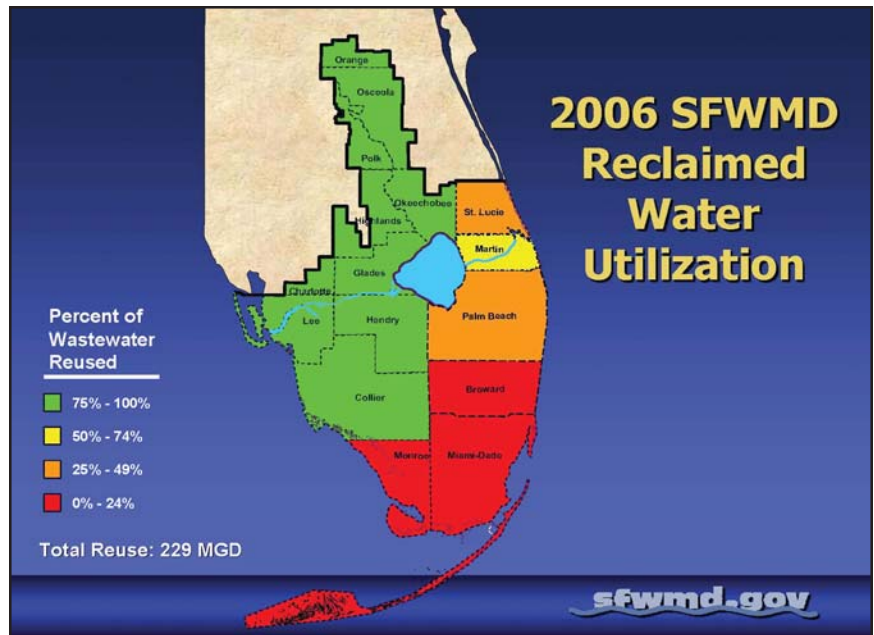 2006 SFWMD
Reclaimed
Water
Utilization
Orange
Osceola
Polk
Okeechobee
St. Lucie
Highlands
Martin
Glades
Charlotte
Lee
Hendry
Palm Beach
Collier
Broward
Monroe
Miami-Dade
Percent of
Wastewater
Reused
75% - 100%
50% - 74%
25% - 49%
0% - 24%
Total Reuse: 229 MGD
sfwmd.gov